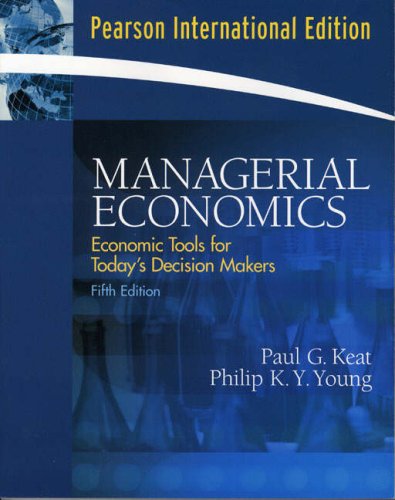 Pearson International Edition
MANAGERIAL
ECONOMICS
Economic Tools for
Today's Decision Makers
Fifth Edition
Paul G. Keat
Philip K. Y. Young